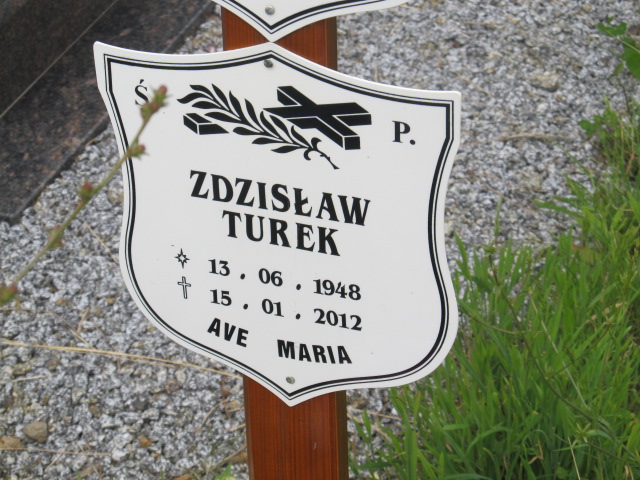 Ś. P.
ZDZISŁAW
TUREK
13 . 06 . 1948
15 . 01 . 2012
AVE MARIA